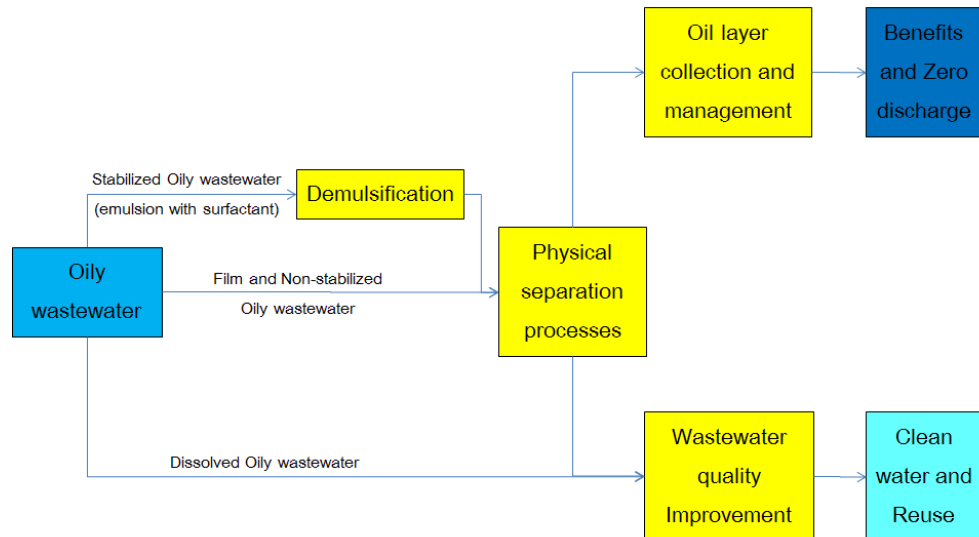 Oil layer
collection and
management
Benefits
and Zero
discharge
Stabilized Oily wastewater
(emulsion with surfactant)
Demulsification
Oily
wastewater
Film and Non-stabilized
Oily wastewater
Physical
separation
processes
Dissolved Oily wastewater
Wastewater
quality
Improvement
Clean
water and
Reuse